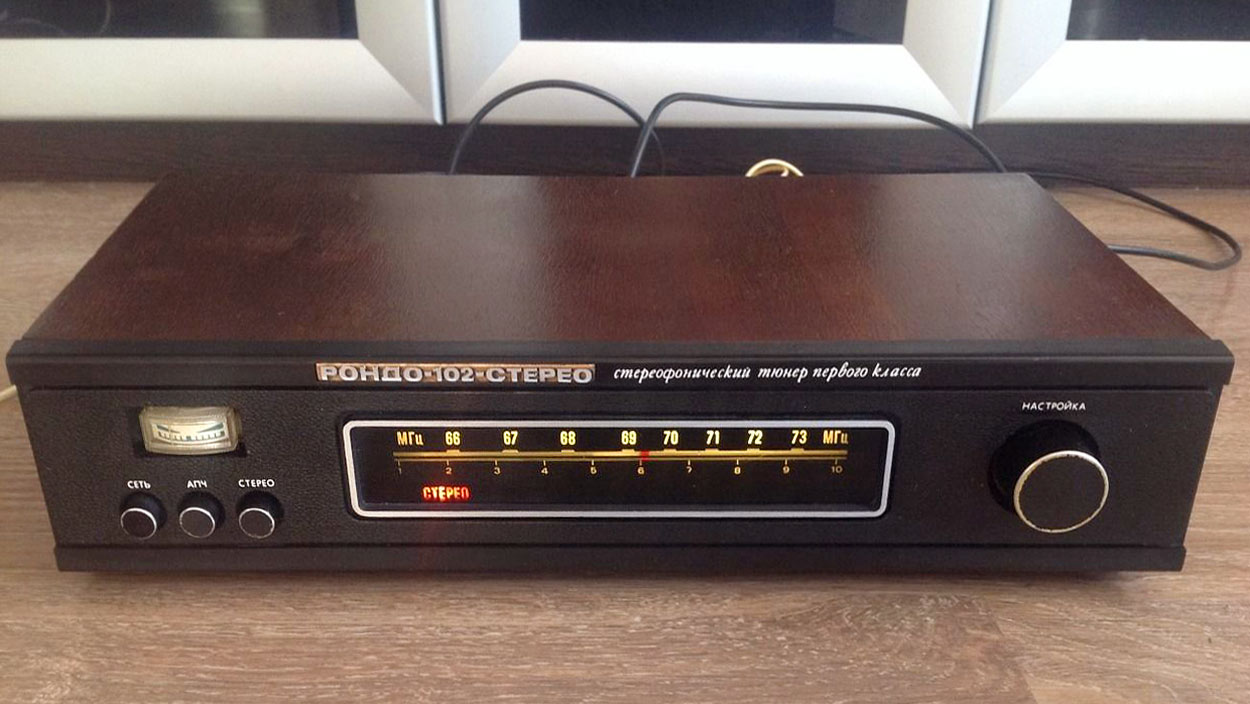 РОНДО-102-СТЕРЕО стереофонический тюнер первого класса
НАСТРОЙКА
МГц 66 67 68 69 70 71 72 73 МГц
1 2 3 4 5 6 7 8 9 10
СТЕРЕО
СЕТЬ АПЧ СТЕРЕО